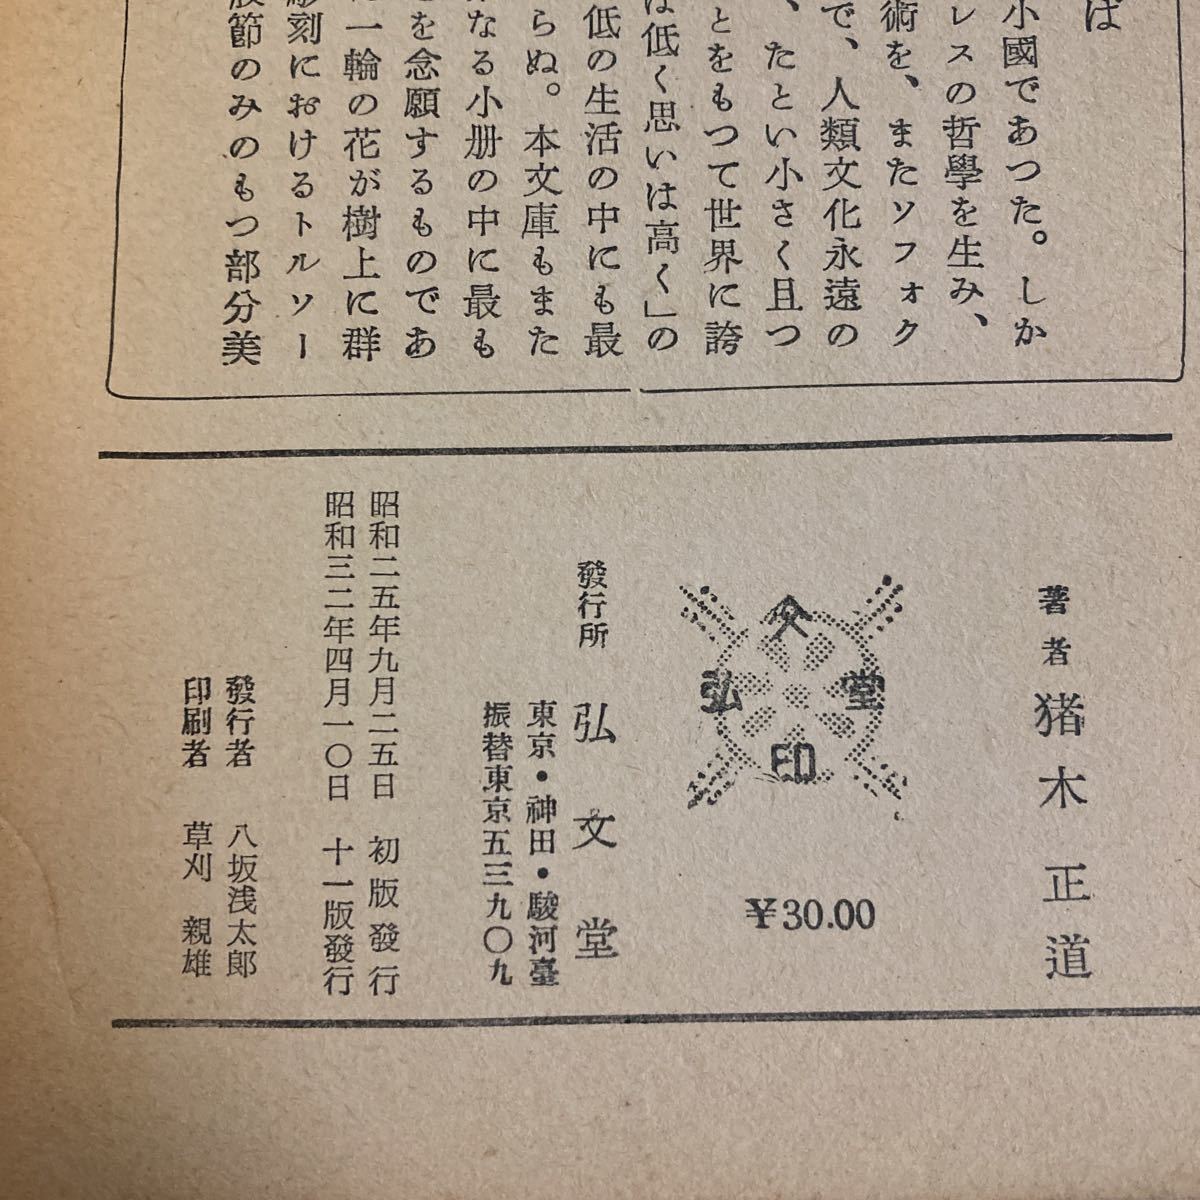 ば
小國であつた。しか
レスの哲學を生み、
術を、またソフォク
で、人類文化永遠の
、たとい小さく且つ
とをもつて世界に誇
は低く思いは高く」の
低の生活の中にも最
らぬ。本文庫もまた
なる小册の中に最も
を念願するものであ
一輪の花が樹上に群
彫刻におけるトルソー
肢節のみのもつ部分美
著者 猪木正道
文
弘 堂
印
¥30.00
發行所 弘文堂
東京・神田・駿河臺
振替東京五三九〇九
昭和二五年九月二五日 初版發行
昭和三二年四月一〇日 十一版發行
發行者 八坂浅太郎
印刷者 草刈親雄